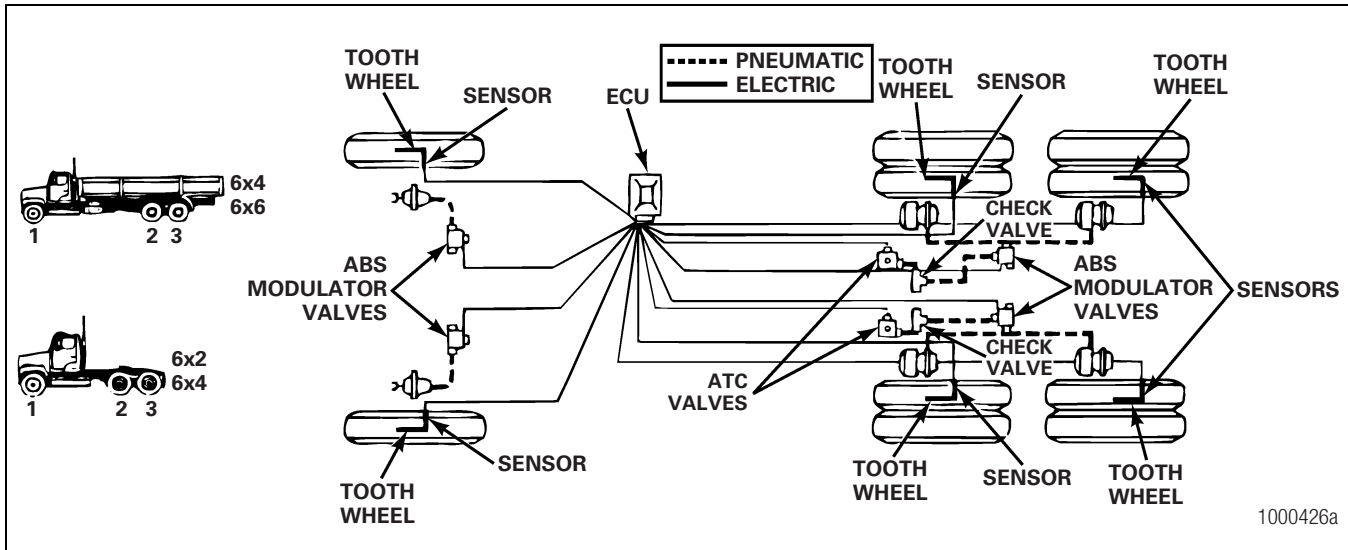 TOOTH
WHEEL
SENSOR
ECU
PNEUMATIC
ELECTRIC
TOOTH
WHEEL
SENSOR
TOOTH
WHEEL
6x4
6x6
1 2 3
ABS
MODULATOR
VALVES
CHECK
VALVE
ABS
MODULATOR
VALVES
SENSORS
6x2
6x4
1 2 3
ATC
VALVES
CHECK
VALVE
TOOTH
WHEEL
SENSOR
TOOTH
WHEEL
SENSOR
TOOTH
WHEEL
1000426a